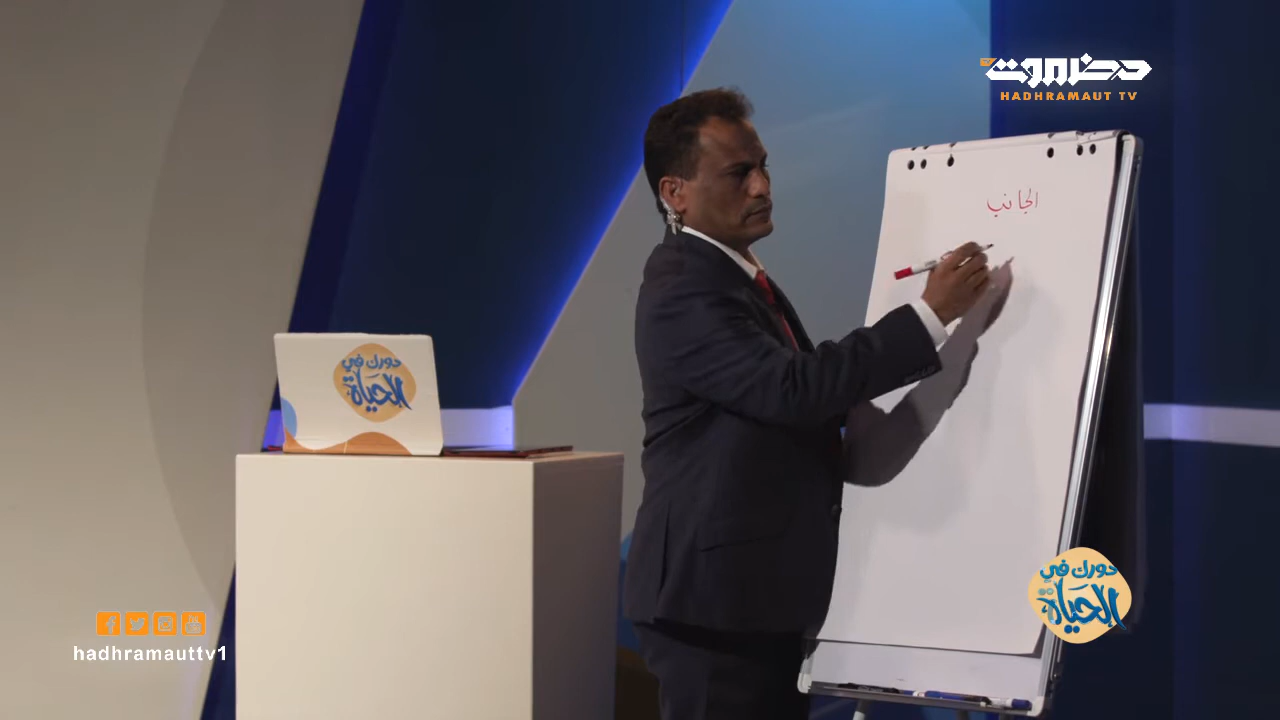 حضرموت
HADHRAMAUT TV
الجانب
دورك في
الحياة
دورك في
الحياة
hadhramauttv1